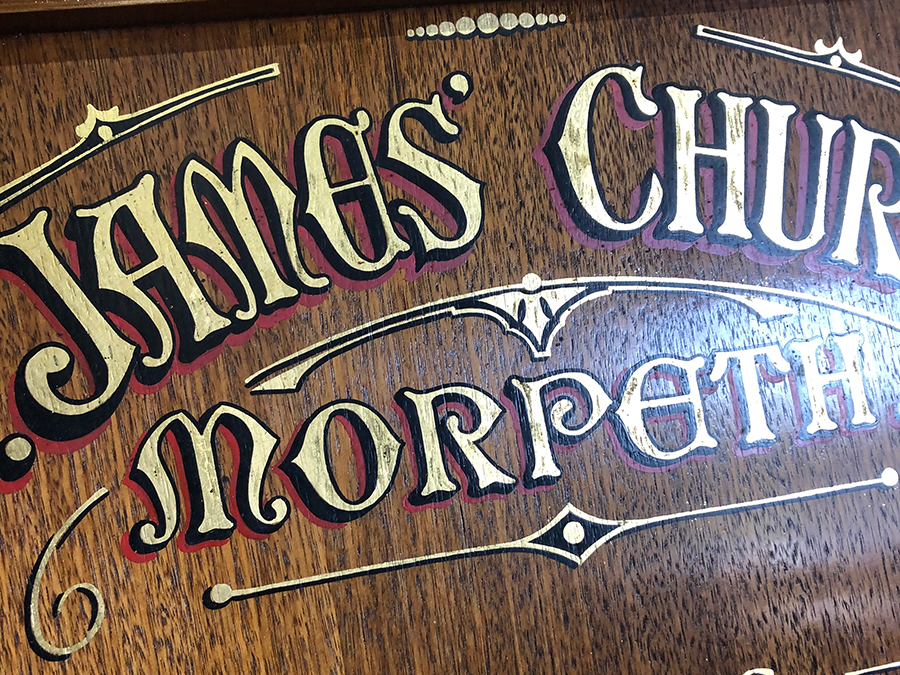 . JAMES' CHUR
MORPETH